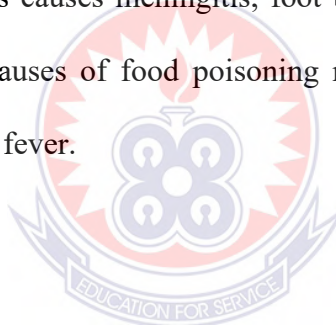 s causes meningitis, foot
auses of food poisoning
fever.
EDUCATION FOR SERVICE